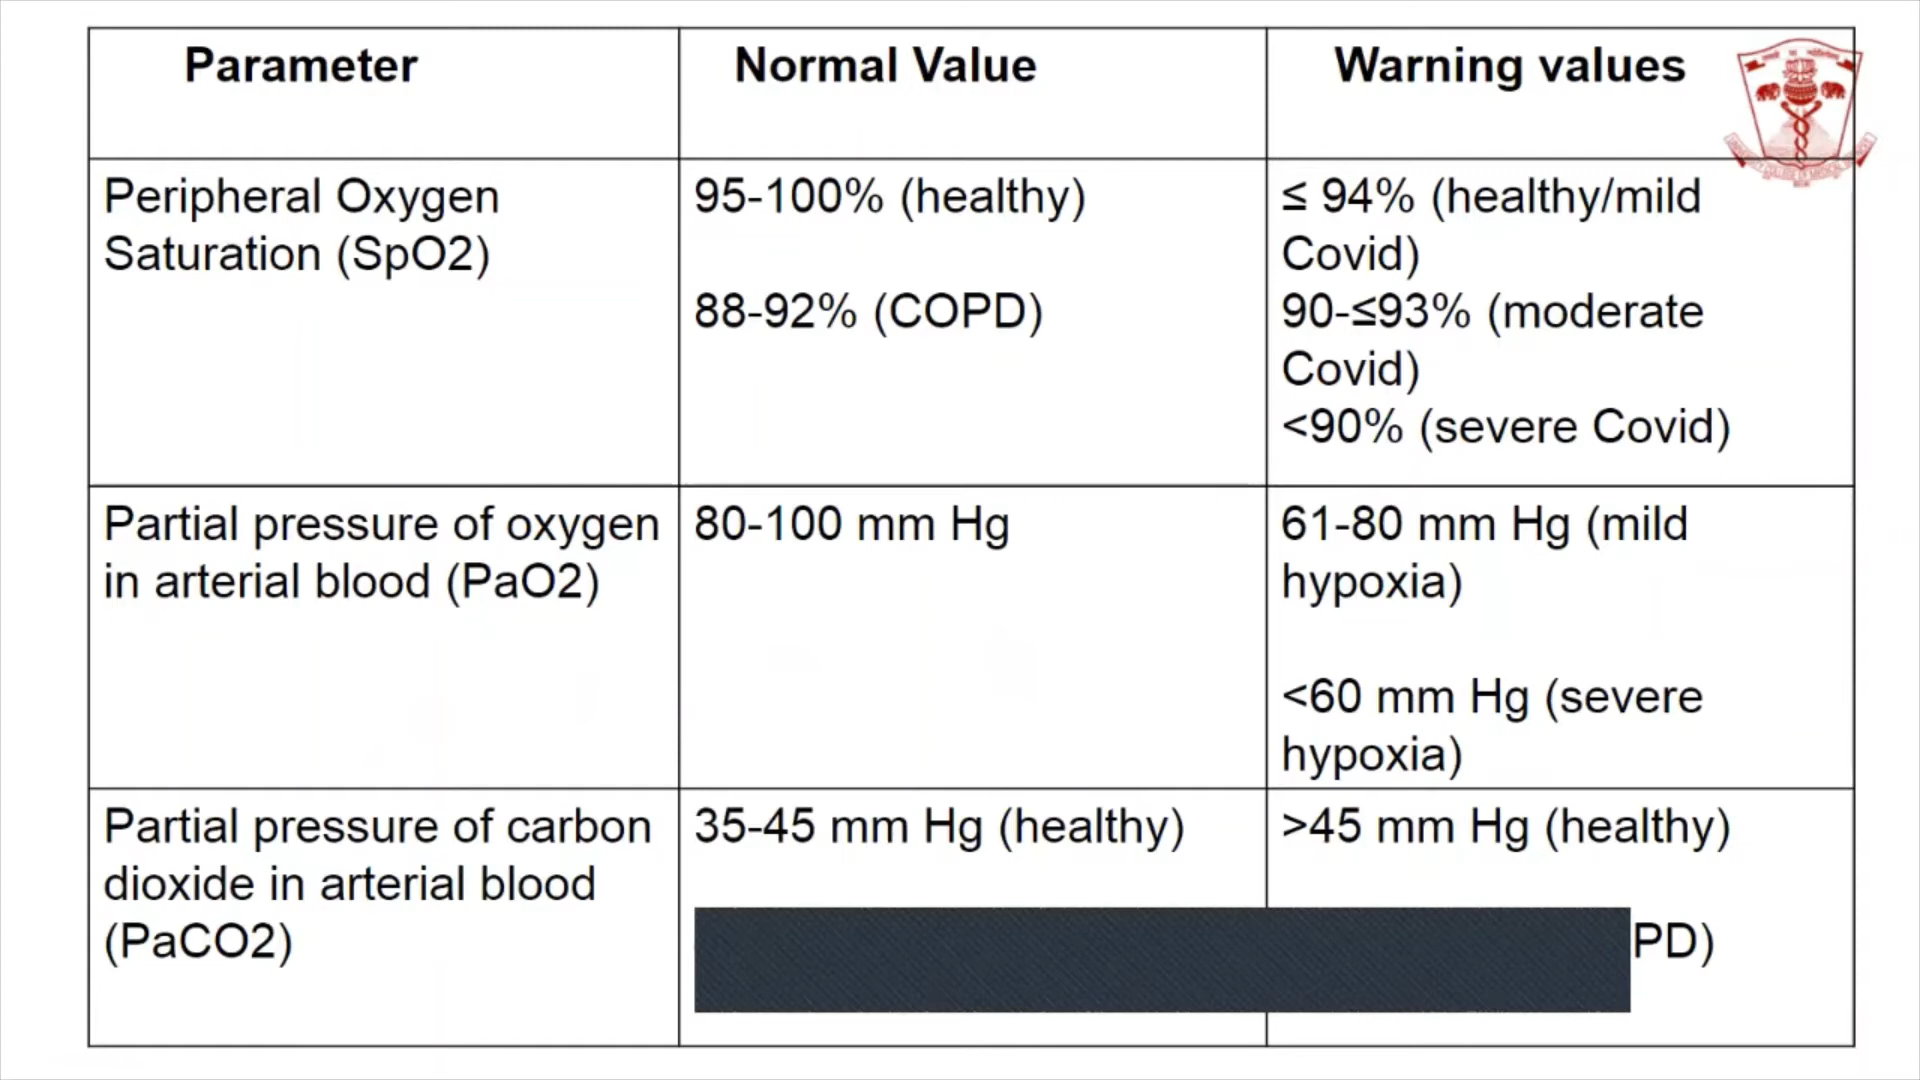 Parameter
Normal Value
Warning values
Peripheral Oxygen
Saturation (SpO2)
95-100% (healthy)
88-92% (COPD)
≤ 94% (healthy/mild
Covid)
90-≤93% (moderate
Covid)
<90% (severe Covid)
Partial pressure of oxygen
in arterial blood (PaO2)
80-100 mm Hg
61-80 mm Hg (mild
hypoxia)
<60 mm Hg (severe
hypoxia)
Partial pressure of carbon
dioxide in arterial blood
(PaCO2)
35-45 mm Hg (healthy)
>45 mm Hg (healthy)
PD)